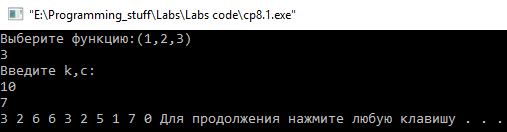 "E:\Programming_stuff\Labs\Labs code\cp8.1.exe"
Выберите функцию:(1,2,3)
3
Введите k,c:
10
7
3 2 6 6 3 2 5 1 7 0 Для продолжения нажмите любую клавишу . . .